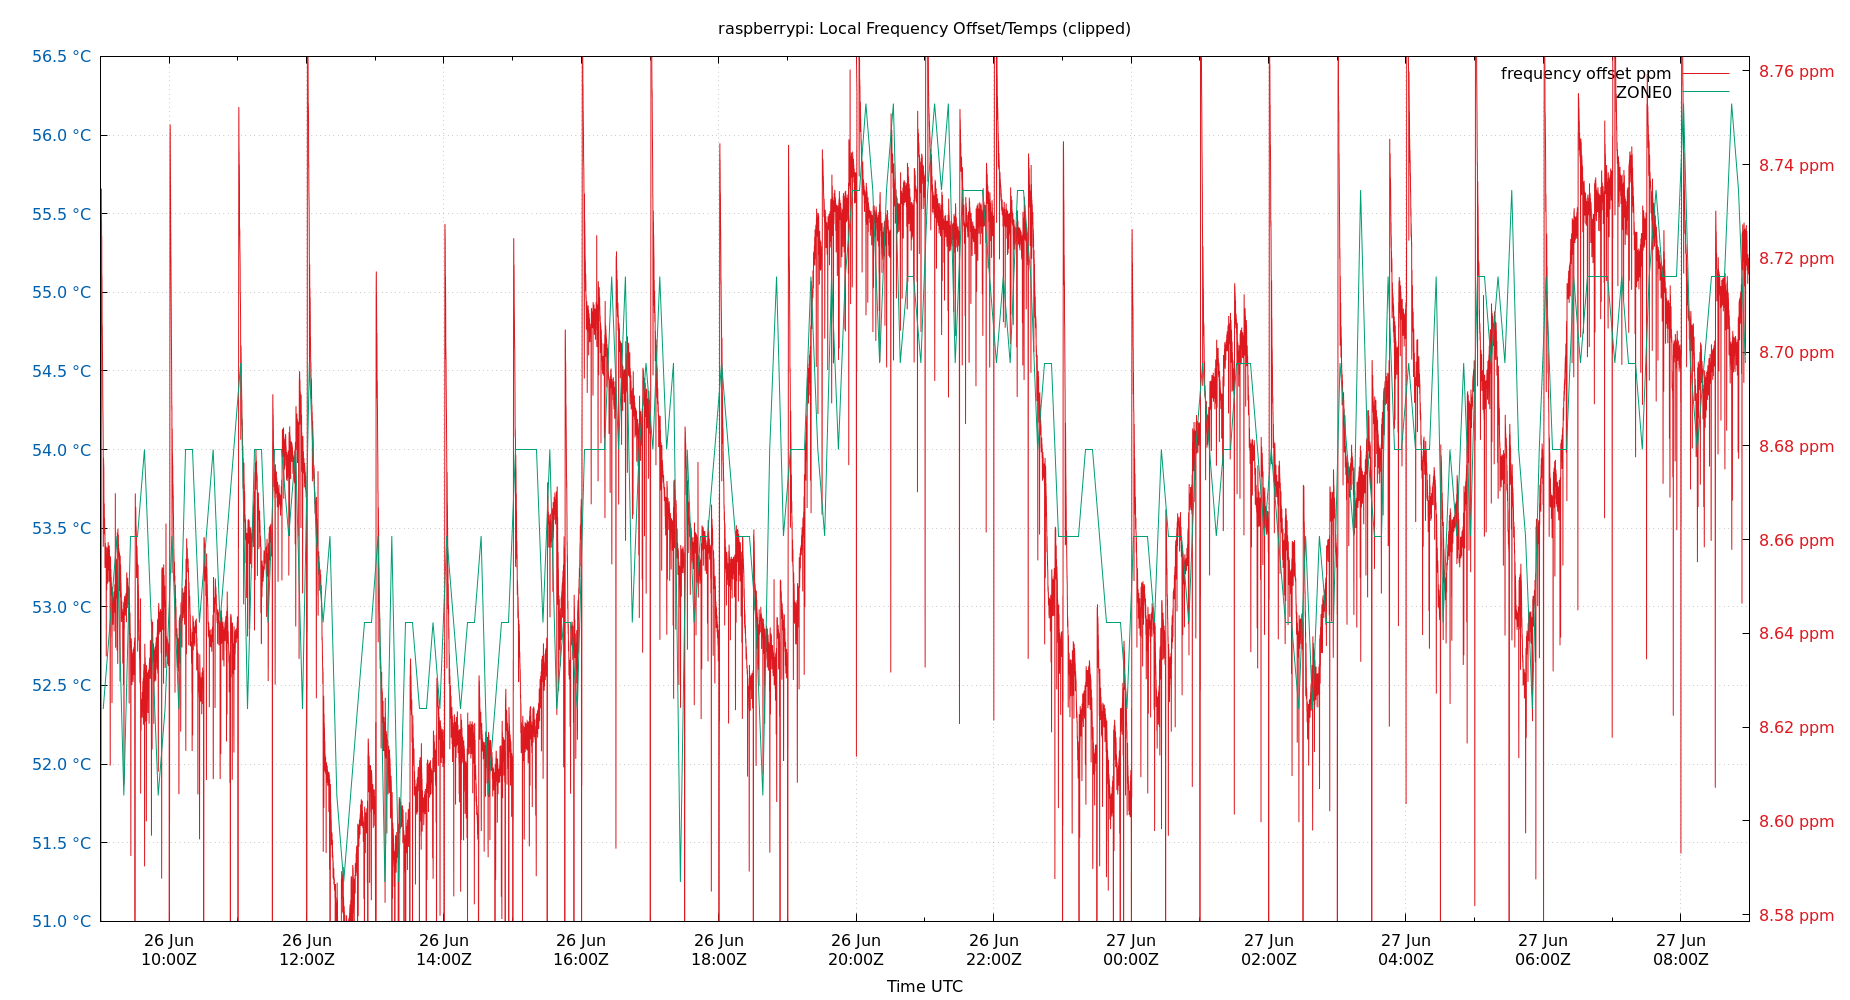 raspberrypi: Local Frequency Offset/Temps (clipped)
56.5 °C
56.0 °C
55.5 °C
55.0 °C
54.5 °C
54.0 °C
53.5 °C
53.0 °C
52.5 °C
52.0 °C
51.5 °C
51.0 °C
frequency offset ppm
ZONE0
8.76 ppm
8.74 ppm
8.72 ppm
8.70 ppm
8.68 ppm
8.66 ppm
8.64 ppm
8.62 ppm
8.60 ppm
8.58 ppm
26 Jun
10:00Z
26 Jun
12:00Z
26 Jun
14:00Z
26 Jun
16:00Z
26 Jun
18:00Z
26 Jun
20:00Z
26 Jun
22:00Z
27 Jun
00:00Z
27 Jun
02:00Z
27 Jun
04:00Z
27 Jun
06:00Z
27 Jun
08:00Z
Time UTC